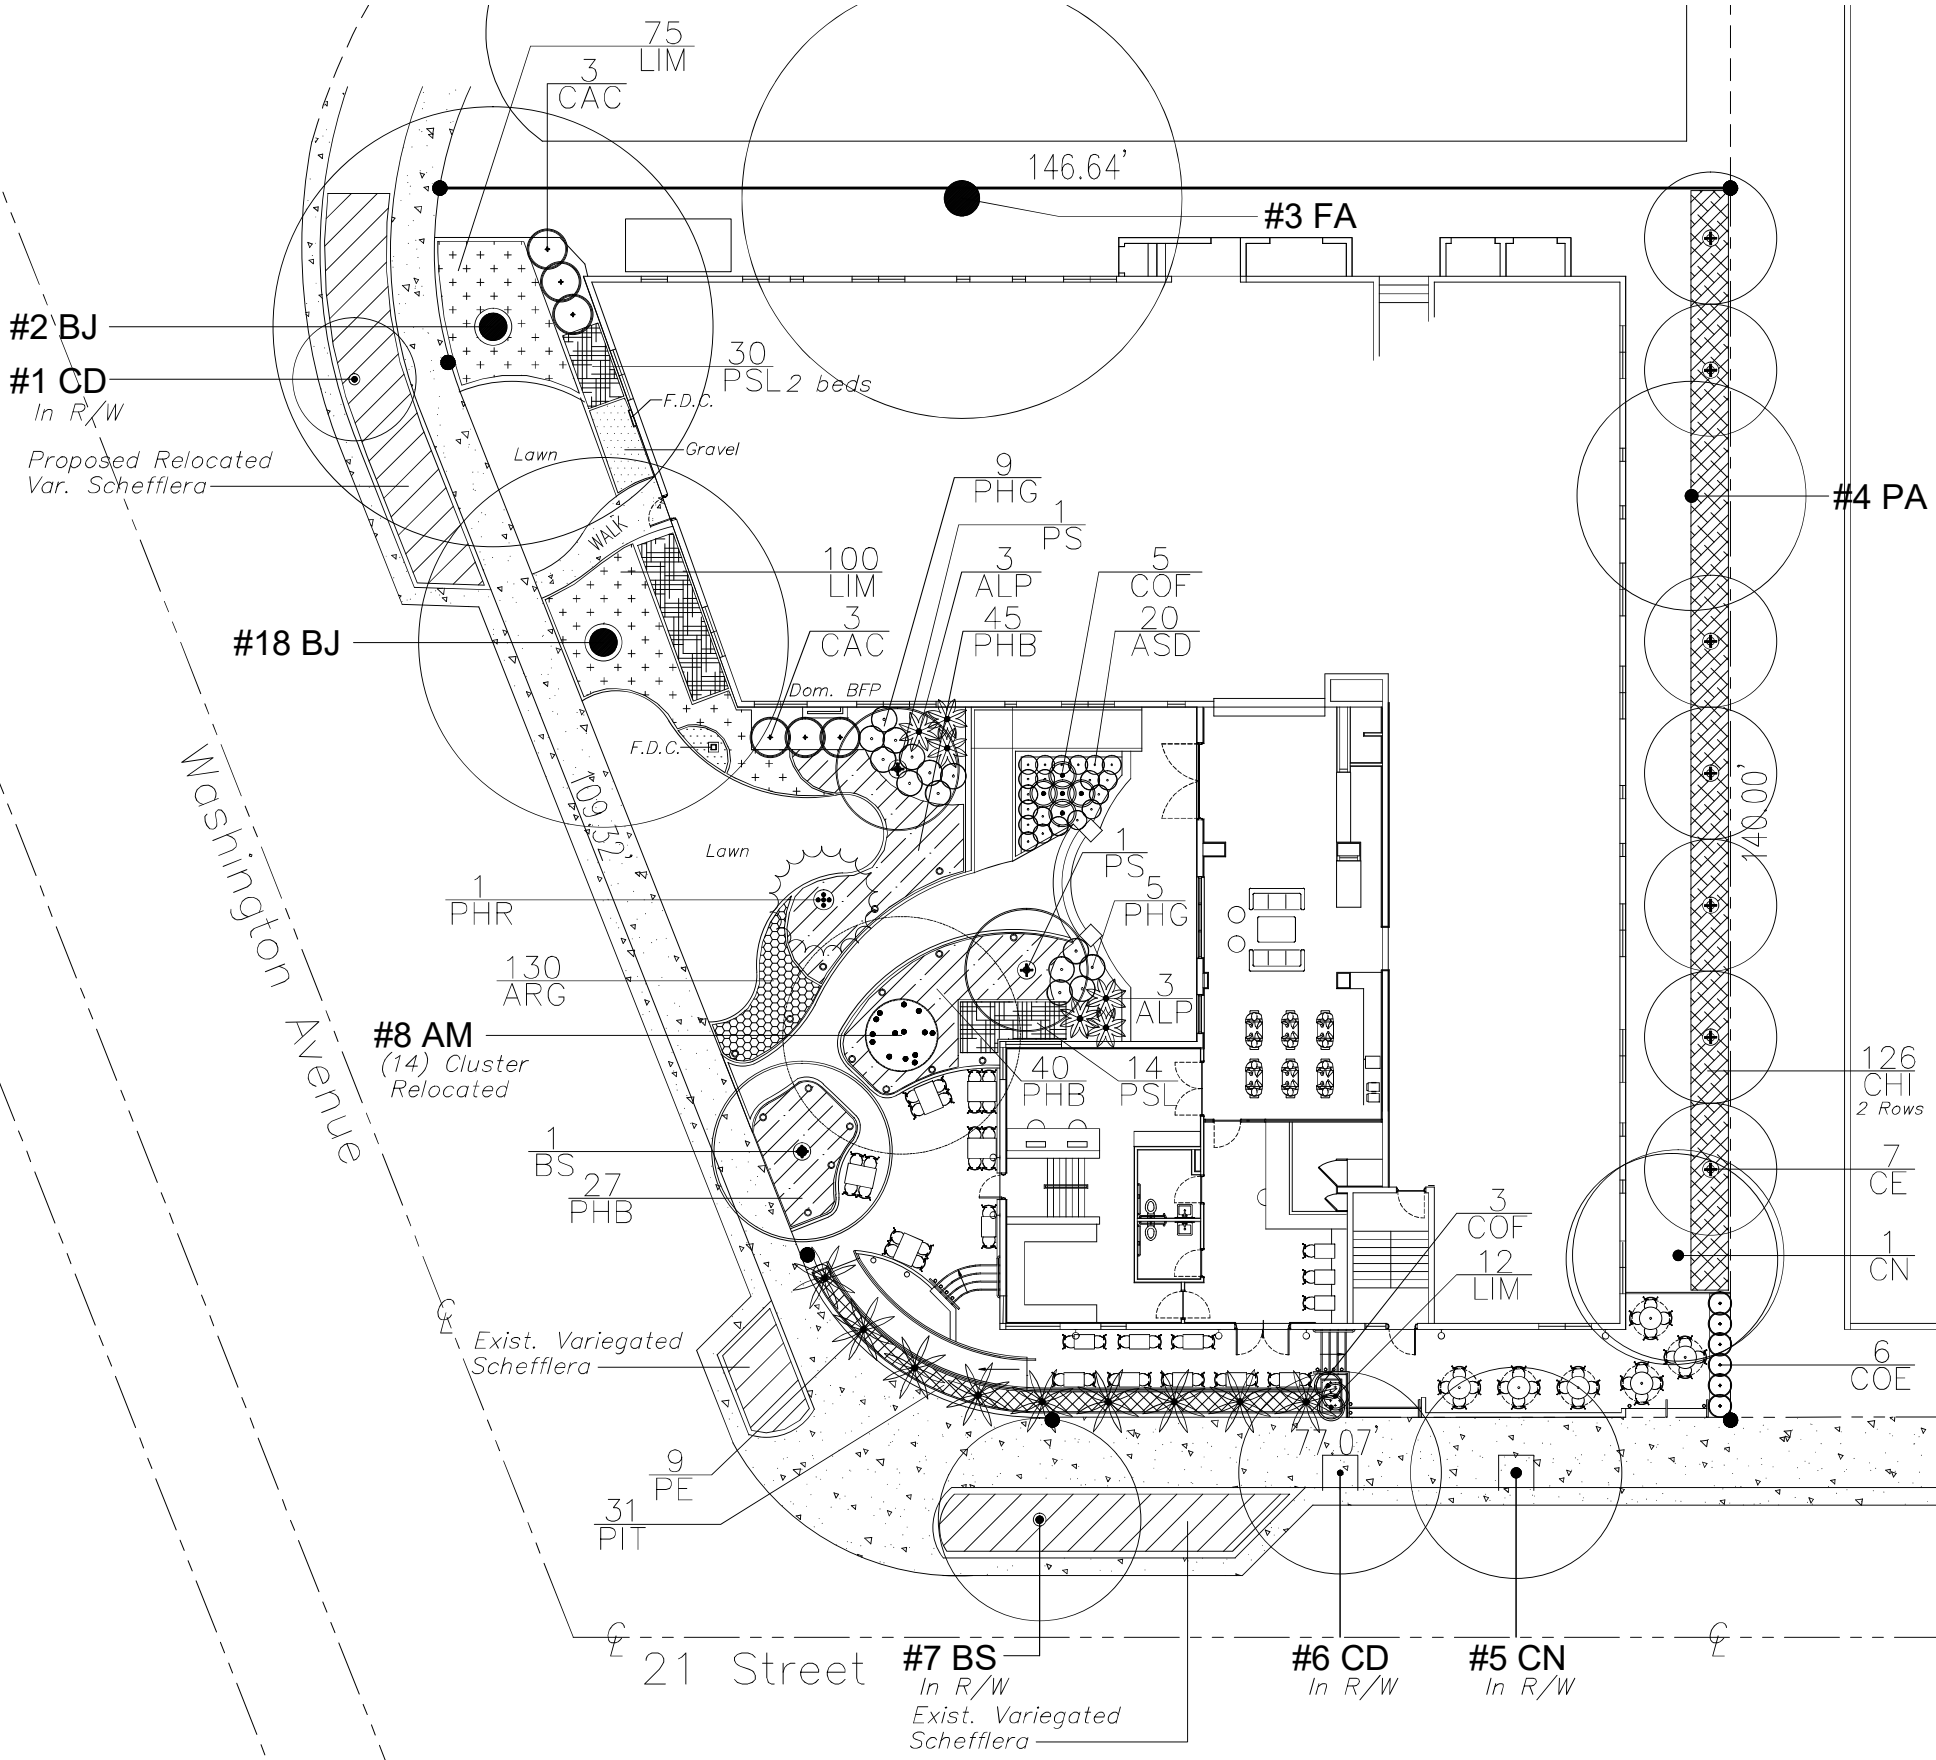 75
LIM
3
CAC
146.64'
#3 FA
#2 BJ
#1 CD
In R/W
30
PSL 2 beds
F.D.C.
Gravel
Lawn
Proposed Relocated
Var. Schefflera
9
PHG
1
PS
#4 PA
WALK
100
LIM
3
ALP
5
COF
3
CAC
45
PHB
20
ASD
#18 BJ
Dom. BFP
F.D.C.
Washington
Avenue
109.32'
140.00'
Lawn
1
PS
1
PHR
5
PHG
130
ARG
3
ALP
#8 AM
(14) Cluster
Relocated
40
PHB
14
PSL
126
CHI
2 Rows
1
BS
7
CE
27
PHB
3
COF
1
CN
12
LIM
℄
Exist. Variegated
Schefflera
6
COE
77.07'
9
PE
31
PIT
℄
21 Street
℄
#7 BS
In R/W
#6 CD
In R/W
#5 CN
In R/W
Exist. Variegated
Schefflera